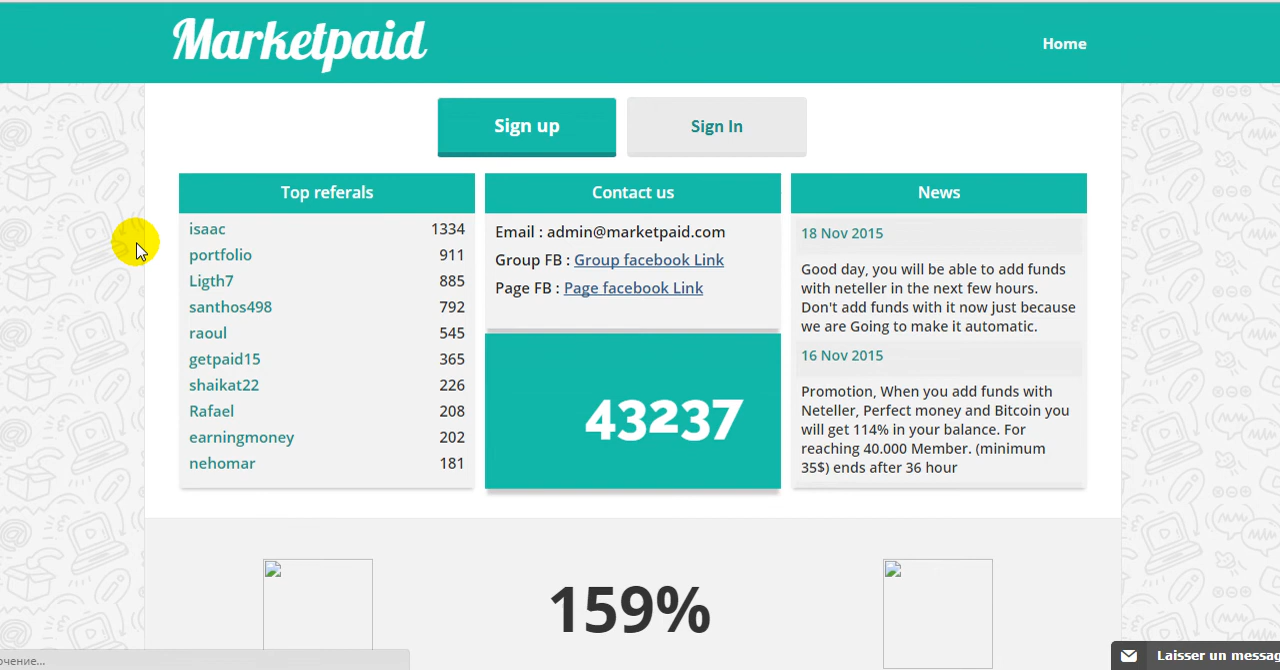 Marketpaid
Home
Sign up
Sign In
Top referals
isaac 1334
portfolio 911
Ligth7 885
santhos498 792
raoul 545
getpaid15 365
shaikat22 226
Rafael 208
earningmoney 202
nehomar 181
Contact us
Email : admin@marketpaid.com
Group FB : Group facebook Link
Page FB : Page facebook Link
43237
News
18 Nov 2015
Good day, you will be able to add funds
with neteller in the next few hours.
Don't add funds with it now just because
we are Going to make it automatic.
16 Nov 2015
Promotion, When you add funds with
Neteller, Perfect money and Bitcoin you
will get 114% in your balance. For
reaching 40.000 Member. (minimum
35$) ends after 36 hour
159%
очение...
Laisser un messag